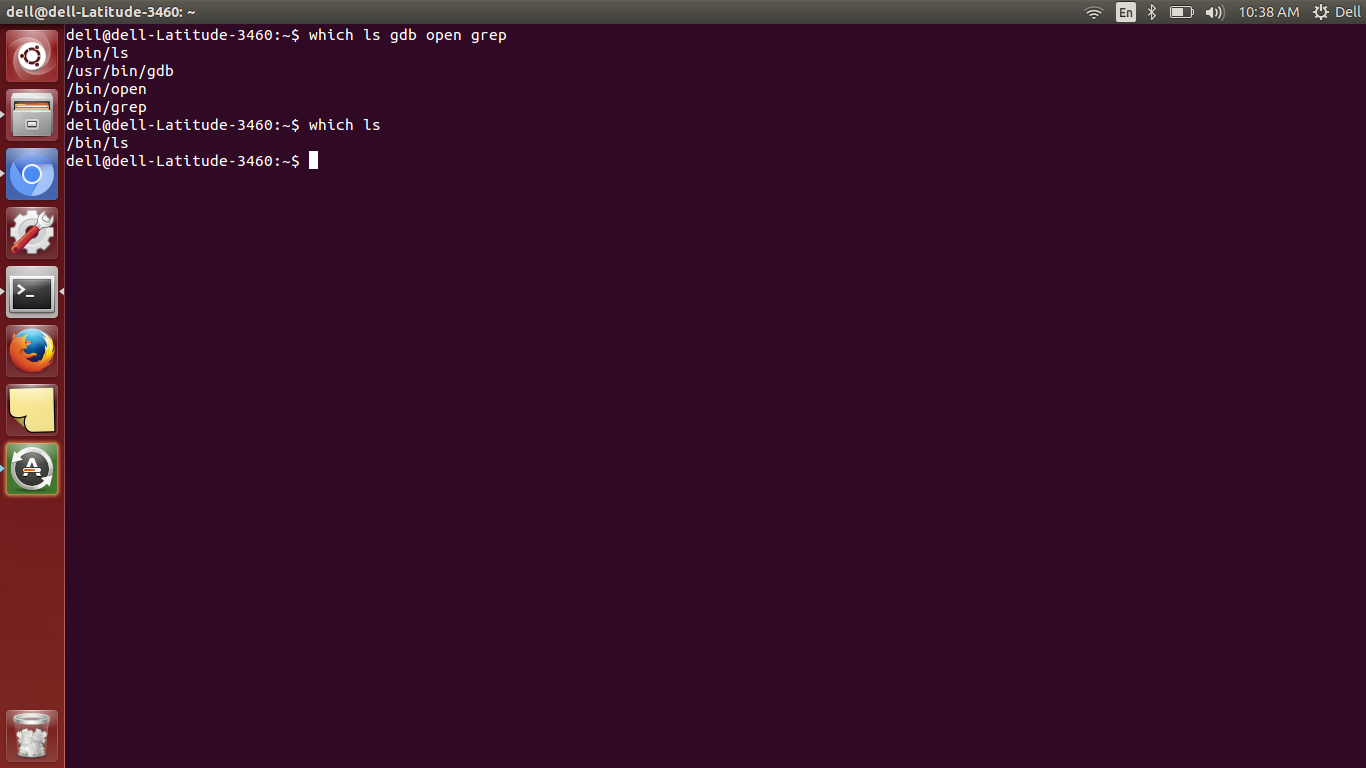 dell@dell-Latitude-3460: ~
En
10:38 AM
Dell
dell@dell-Latitude-3460:~$ which ls gdb open grep
/bin/ls
/usr/bin/gdb
/bin/open
/bin/grep
dell@dell-Latitude-3460:~$ which ls
/bin/ls
dell@dell-Latitude-3460:~$
>_
A